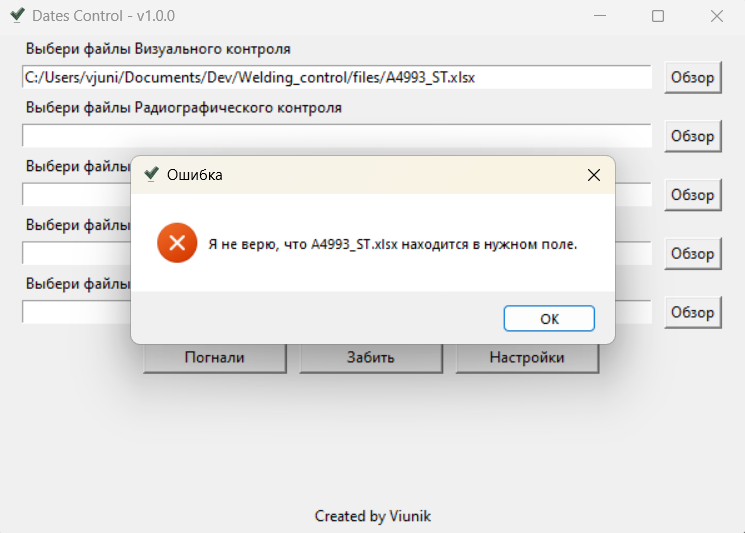 Dates Control - v1.0.0
Выбери файлы Визуального контроля
C:/Users/vjuni/Documents/Dev/Welding_control/files/A4993_ST.xlsx
Обзор
Выбери файлы Радиографического контроля
Обзор
Выбери файлы
Обзор
Выбери файлы
Обзор
Выбери файлы
Обзор
Ошибка
Я не верю, что A4993_ST.xlsx находится в нужном поле.
OK
Погнали
Забить
Настройки
Created by Viunik